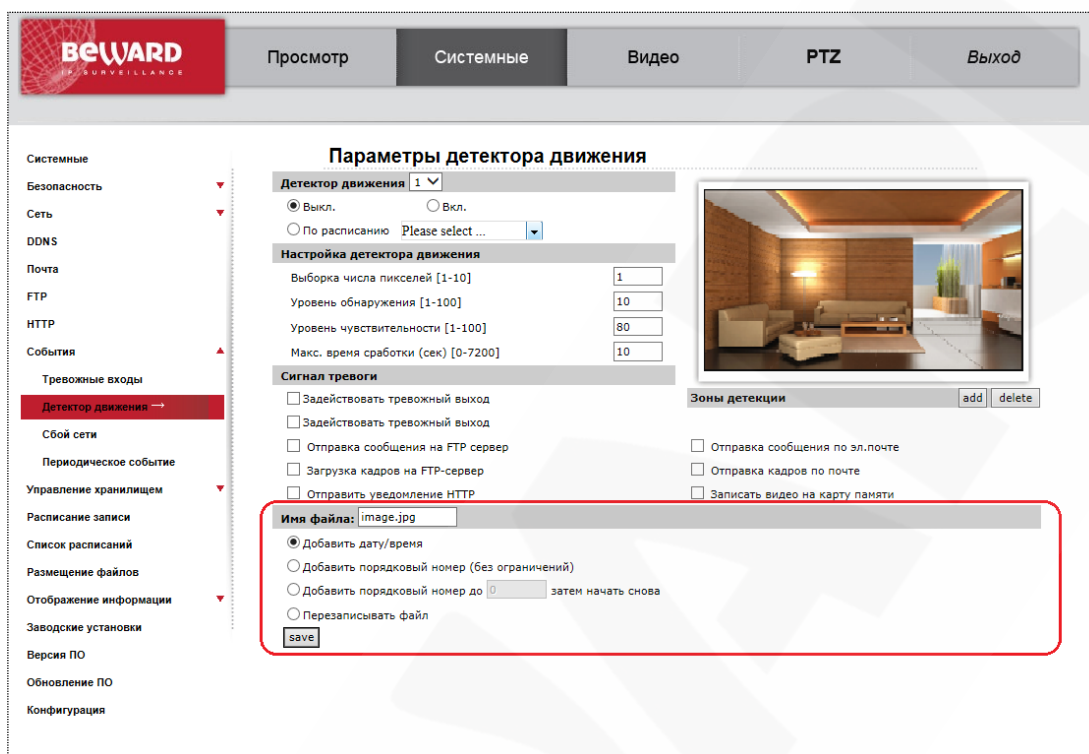 BEWARD
IP SURVEILLANCE
Просмотр
Системные
Видео
PTZ
Выход
Системные
Безопасность
Сеть
DDNS
Почта
FTP
HTTP
События
Тревожные входы
Детектор движения →
Сбой сети
Периодическое событие
Управление хранилищем
Расписание записи
Список расписаний
Размещение файлов
Отображение информации
Заводские установки
Версия ПО
Обновление ПО
Конфигурация
Параметры детектора движения
Детектор движения 1
Выкл. Вкл.
По расписанию Please select ...
Настройка детектора движения
Выборка числа пикселей [1-10] 1
Уровень обнаружения [1-100] 10
Уровень чувствительности [1-100] 80
Макс. время сработки (сек) [0-7200] 10
Сигнал тревоги
Задействовать тревожный выход
Зоны детекции add delete
Задействовать тревожный выход
Отправка сообщения на FTP сервер Отправка сообщения по эл.почте
Загрузка кадров на FTP-сервер Отправка кадров по почте
Отправить уведомление HTTP Записать видео на карту памяти
Имя файла: image.jpg
Добавить дату/время
Добавить порядковый номер (без ограничений)
Добавить порядковый номер до 0 затем начать снова
Перезаписывать файл
save